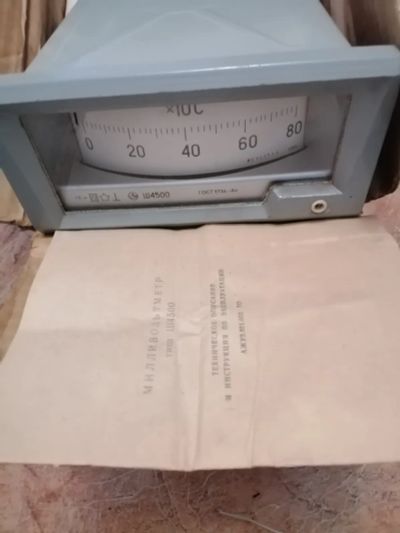 ×10°C
0 20 40 60 80
Ш4500
МИЛЛИВОЛЬТМЕТР
типа Ш4500
ТЕХНИЧЕСКОЕ ОПИСАНИЕ
И ИНСТРУКЦИЯ ПО ЭКСПЛУАТАЦИИ